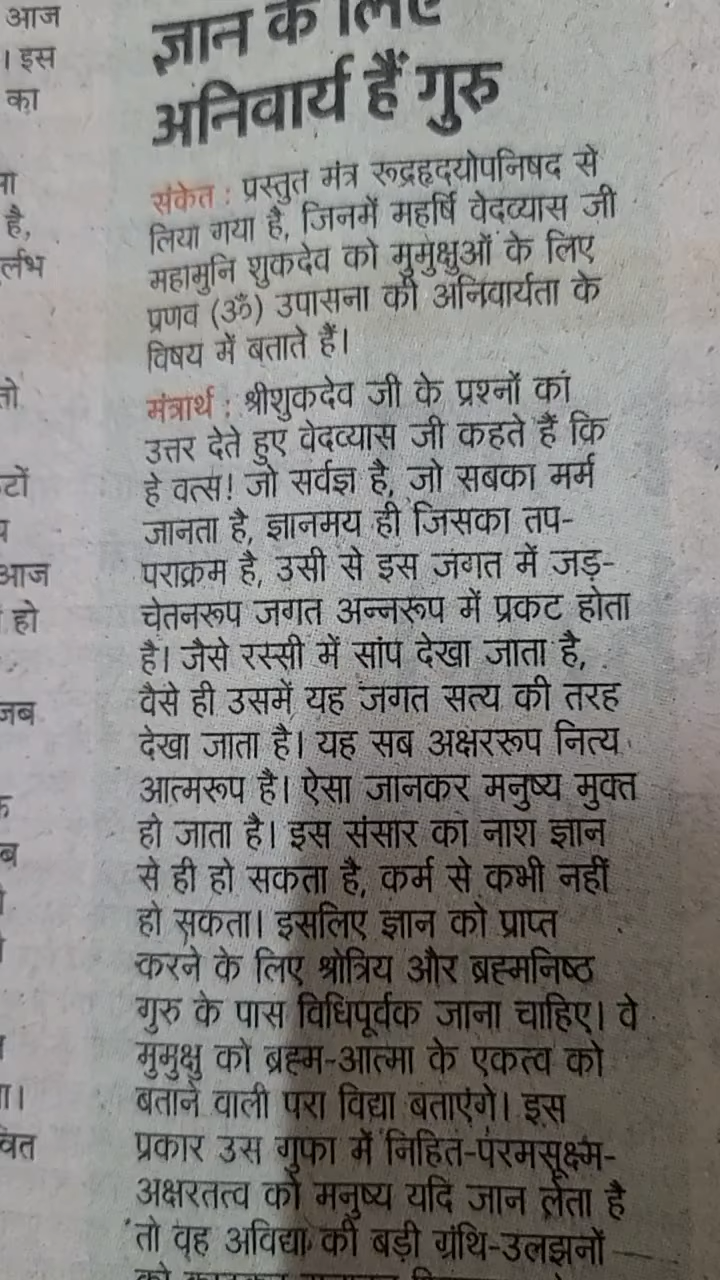 आज
। इस
का
है,
र्लभ
तो
टों
आज
हो
जब
ब
ा।
वित
ज्ञान के लिए
अनिवार्य हैं गुरु
संकेत : प्रस्तुत मंत्र रूद्रहृदयोपनिषद से
लिया गया है, जिनमें महर्षि वेदव्यास जी
महामुनि शुकदेव को मुमुक्षुओं के लिए
प्रणव (ॐ) उपासना की अनिवार्यता के
विषय में बताते हैं।
मंत्रार्थ : श्रीशुकदेव जी के प्रश्नों का
उत्तर देते हुए वेदव्यास जी कहते हैं कि
हे वत्स! जो सर्वज्ञ है, जो सबका मर्म
जानता है, ज्ञानमय ही जिसका तप-
पराक्रम है, उसी से इस जगत में जड़-
चेतनरूप जगत अन्नरूप में प्रकट होता
है। जैसे रस्सी में सांप देखा जाता है,
वैसे ही उसमें यह जगत सत्य की तरह
देखा जाता है। यह सब अक्षररूप नित्य
आत्मरूप है। ऐसा जानकर मनुष्य मुक्त
हो जाता है। इस संसार का नाश ज्ञान
से ही हो सकता है, कर्म से कभी नहीं
हो सकता। इसलिए ज्ञान को प्राप्त
करने के लिए श्रोत्रिय और ब्रह्मनिष्ठ
गुरु के पास विधिपूर्वक जाना चाहिए। वे
मुमुक्षु को ब्रह्म-आत्मा के एकत्व को
बताने वाली परा विद्या बताएंगे। इस
प्रकार उस गुफा में निहित-परमसूक्ष्म-
अक्षरतत्व को मनुष्य यदि जान लेता है
तो वह अविद्या की बड़ी ग्रंथि-उलझनों